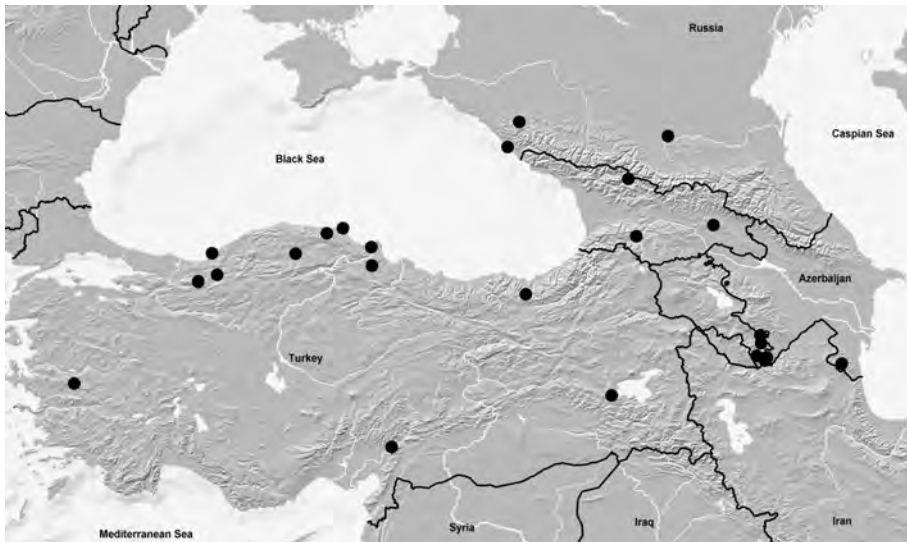 Russia
Caspian Sea
Black Sea
Azerbaijan
Turkey
Mediterranean Sea
Syria
Iraq
Iran